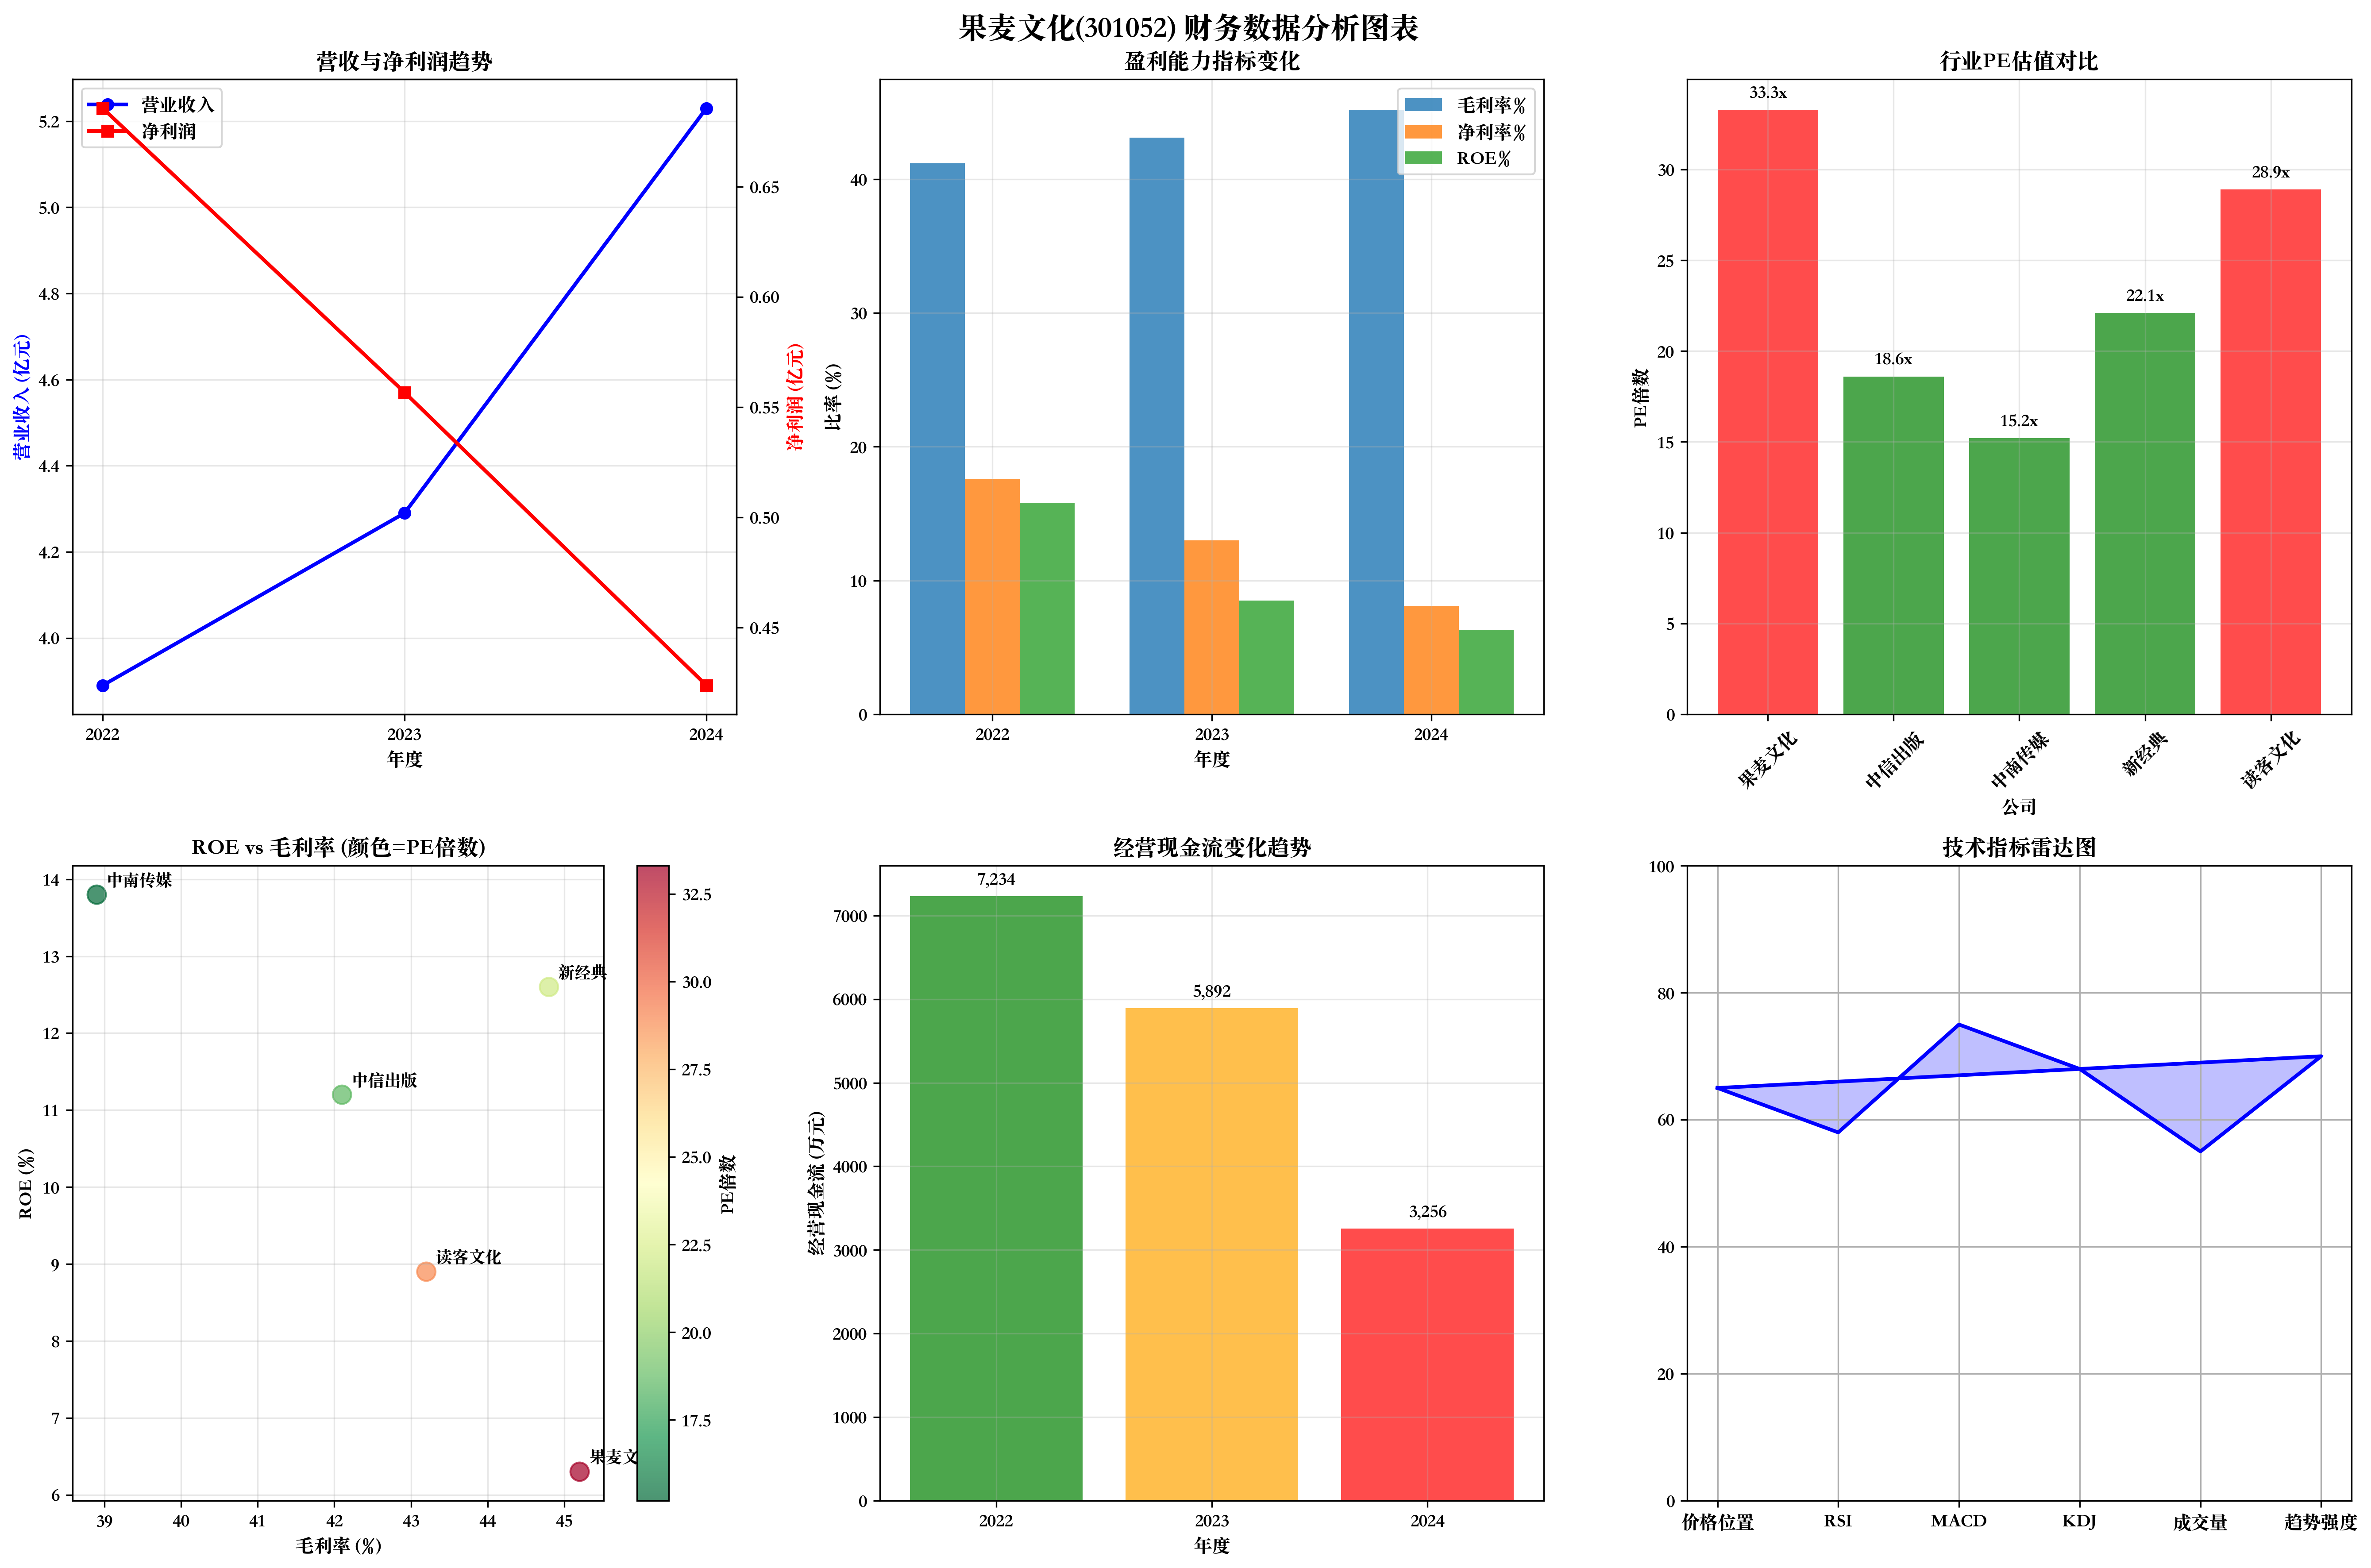 果麦文化(301052) 财务数据分析图表
营收与净利润趋势
营业收入
净利润
5.2
5.0
4.8
4.6
4.4
4.2
4.0
营业收入 (亿元)
0.65
0.60
0.55
0.50
0.45
净利润 (亿元)
2022
2023
2024
年度
盈利能力指标变化
毛利率%
净利率%
ROE%
40
30
20
10
0
比率 (%)
2022
2023
2024
年度
行业PE估值对比
33.3x
18.6x
15.2x
22.1x
28.9x
30
25
20
15
10
5
0
PE倍数
果麦文化
中信出版
中南传媒
新经典
读客文化
公司
ROE vs 毛利率 (颜色=PE倍数)
中南传媒
新经典
中信出版
读客文化
果麦文
14
13
12
11
10
9
8
7
6
ROE (%)
39
40
41
42
43
44
45
毛利率 (%)
32.5
30.0
27.5
25.0
22.5
20.0
17.5
PE倍数
经营现金流变化趋势
7,234
5,892
3,256
7000
6000
5000
4000
3000
2000
1000
0
经营现金流 (万元)
2022
2023
2024
年度
技术指标雷达图
100
80
60
40
20
0
价格位置
RSI
MACD
KDJ
成交量
趋势强度